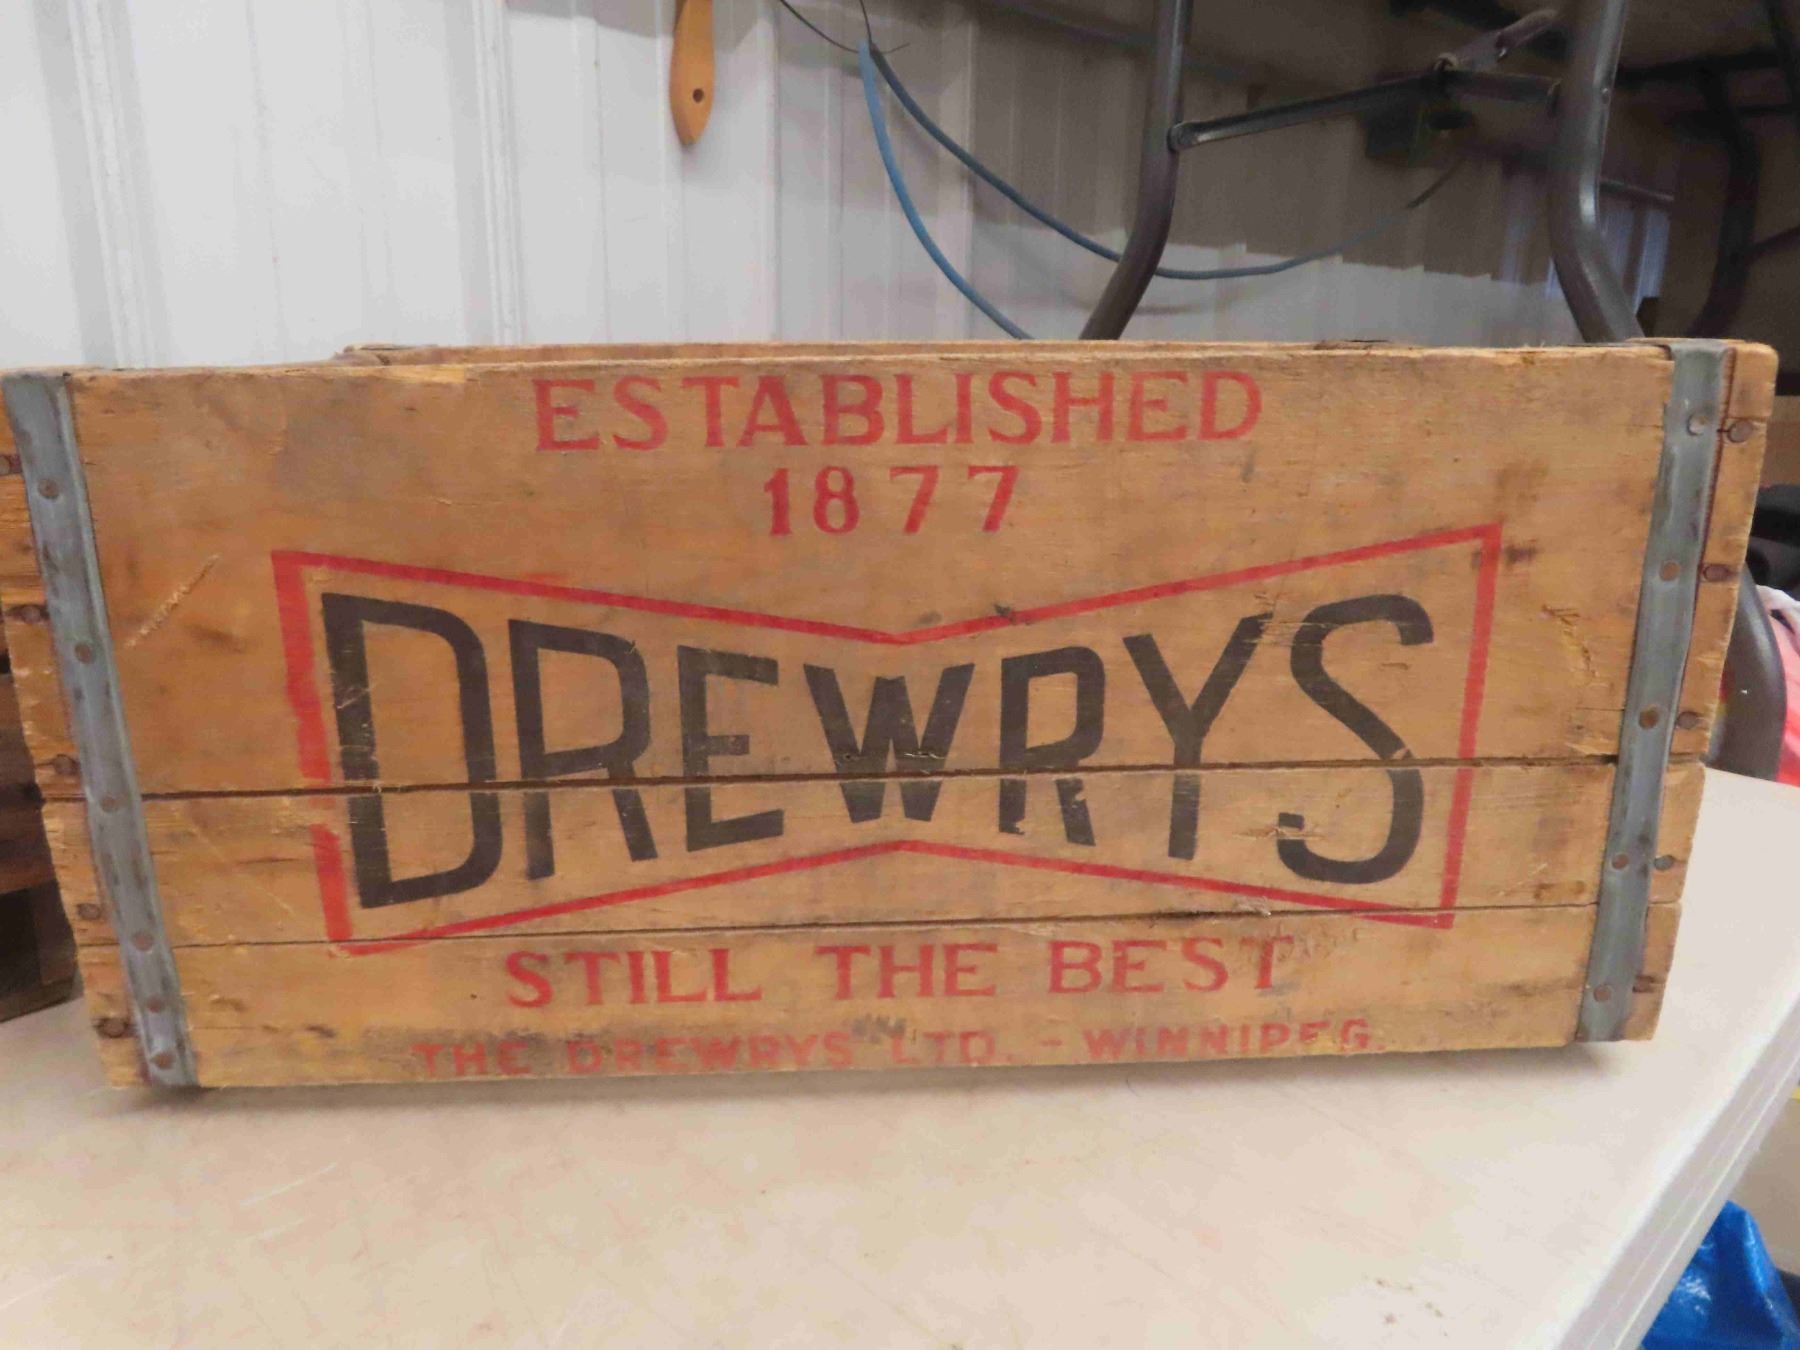 ESTABLISHED
1877
DREWRYS
STILL THE BEST
THE DREWRYS LTD. - WINNIPEG.